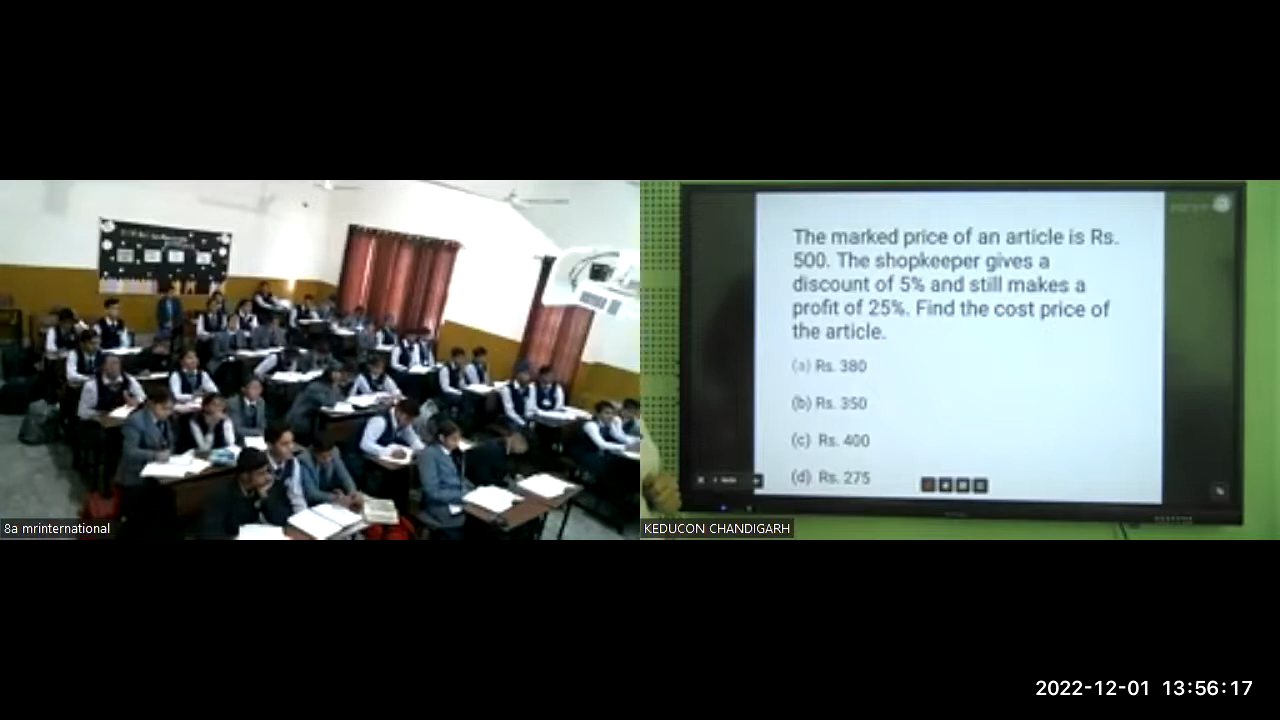 The marked price of an article is Rs.
500. The shopkeeper gives a
discount of 5% and still makes a
profit of 25%. Find the cost price of
the article.
(a) Rs. 380
(b) Rs. 350
(c) Rs. 400
(d) Rs. 275
8a mrinternational
KEDUCON CHANDIGARH
2022-12-01 13:56:17